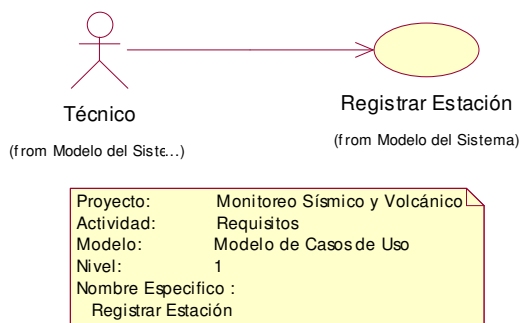 Técnico
(from Modelo del Siste...)
Registrar Estación
(from Modelo del Sistema)
Proyecto: Monitoreo Sísmico y Volcánico
Actividad: Requisitos
Modelo: Modelo de Casos de Uso
Nivel: 1
Nombre Especifico :
Registrar Estación